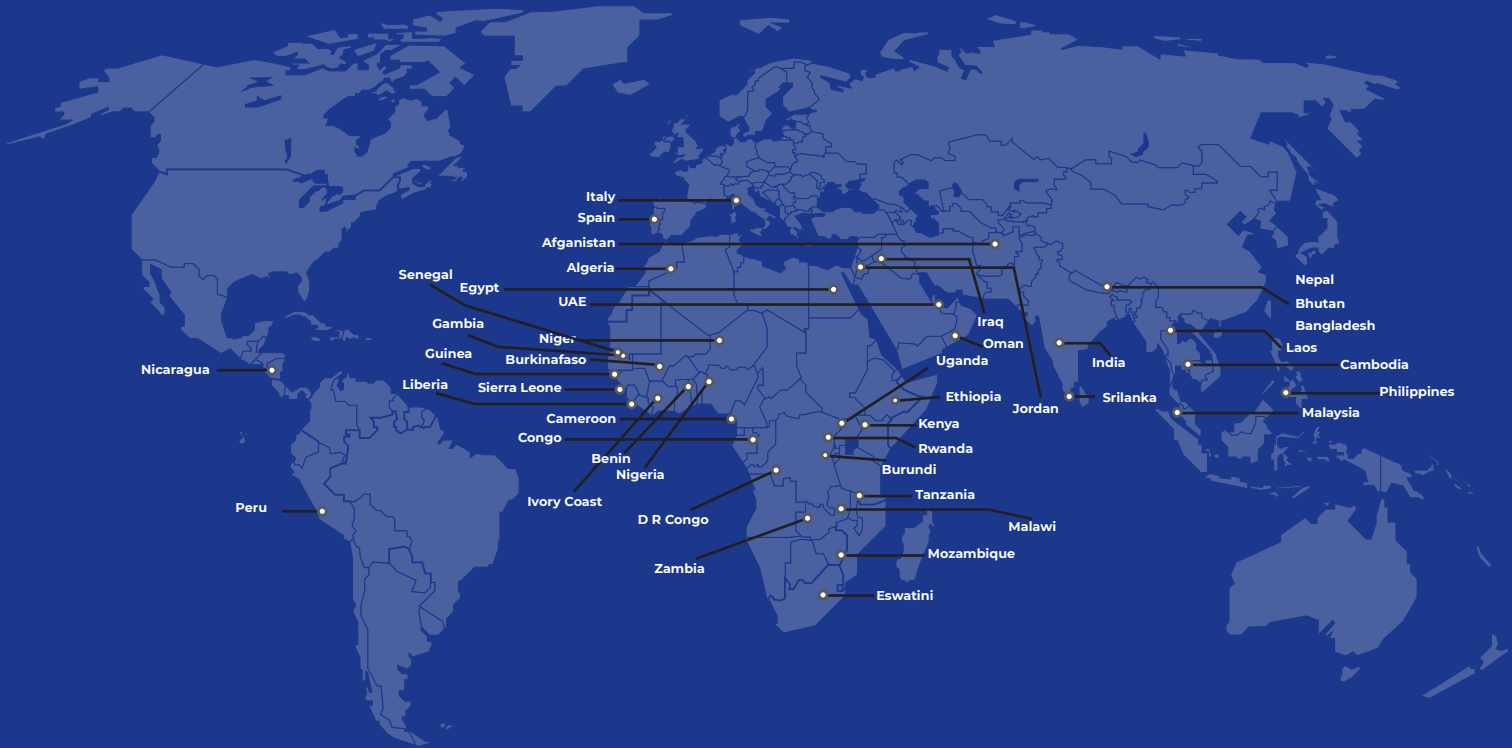 Italy
Spain
Afganistan
Algeria
Senegal
Egypt
UAE
Gambia
Niger
Guinea
Burkinafaso
Liberia
Sierra Leone
Cameroon
Congo
Benin
Nigeria
Ivory Coast
D R Congo
Zambia
Nicaragua
Peru
Iraq
Oman
Uganda
Ethiopia
Jordan
Kenya
Rwanda
Burundi
Tanzania
Malawi
Mozambique
Eswatini
Nepal
Bhutan
Bangladesh
Laos
India
Cambodia
Srilanka
Philippines
Malaysia